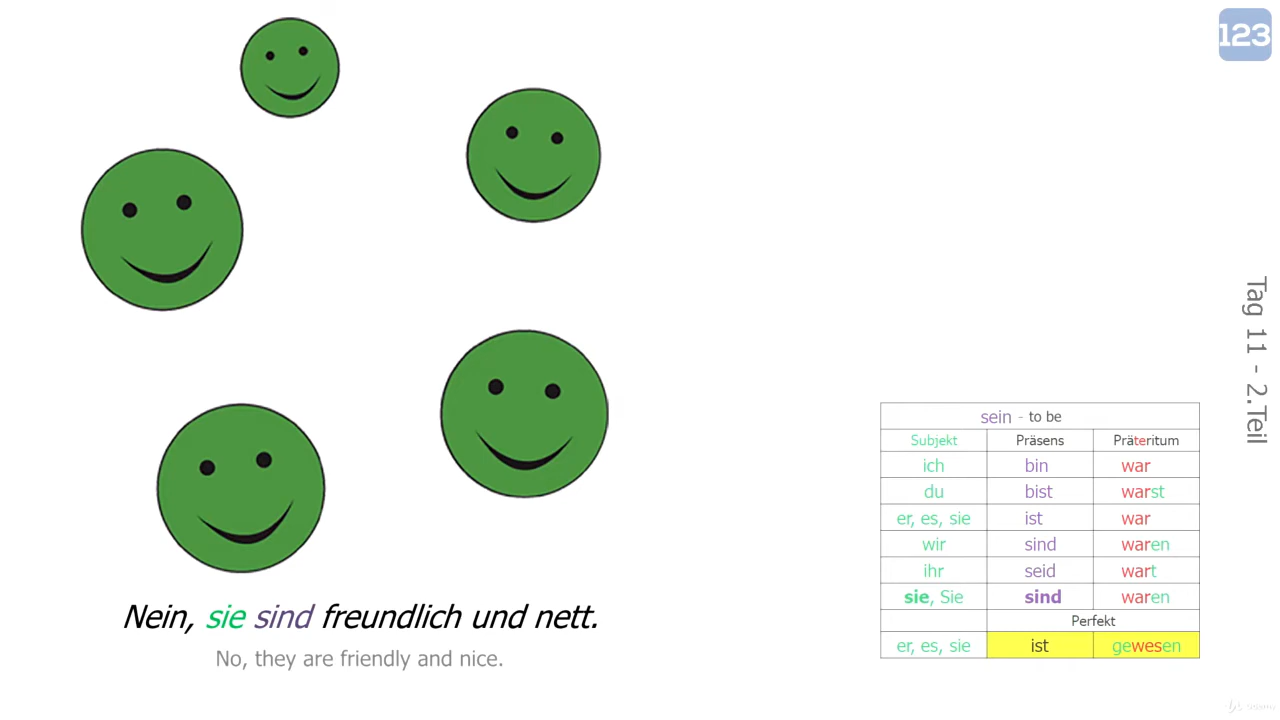 123
Tag 11 - 2.Teil
sein - to be
Subjekt Präsens Präteritum
ich bin war
du bist warst
er, es, sie ist war
wir sind waren
ihr seid wart
sie, Sie sind waren
Perfekt
er, es, sie ist gewesen
Nein, sie sind freundlich und nett.
No, they are friendly and nice.